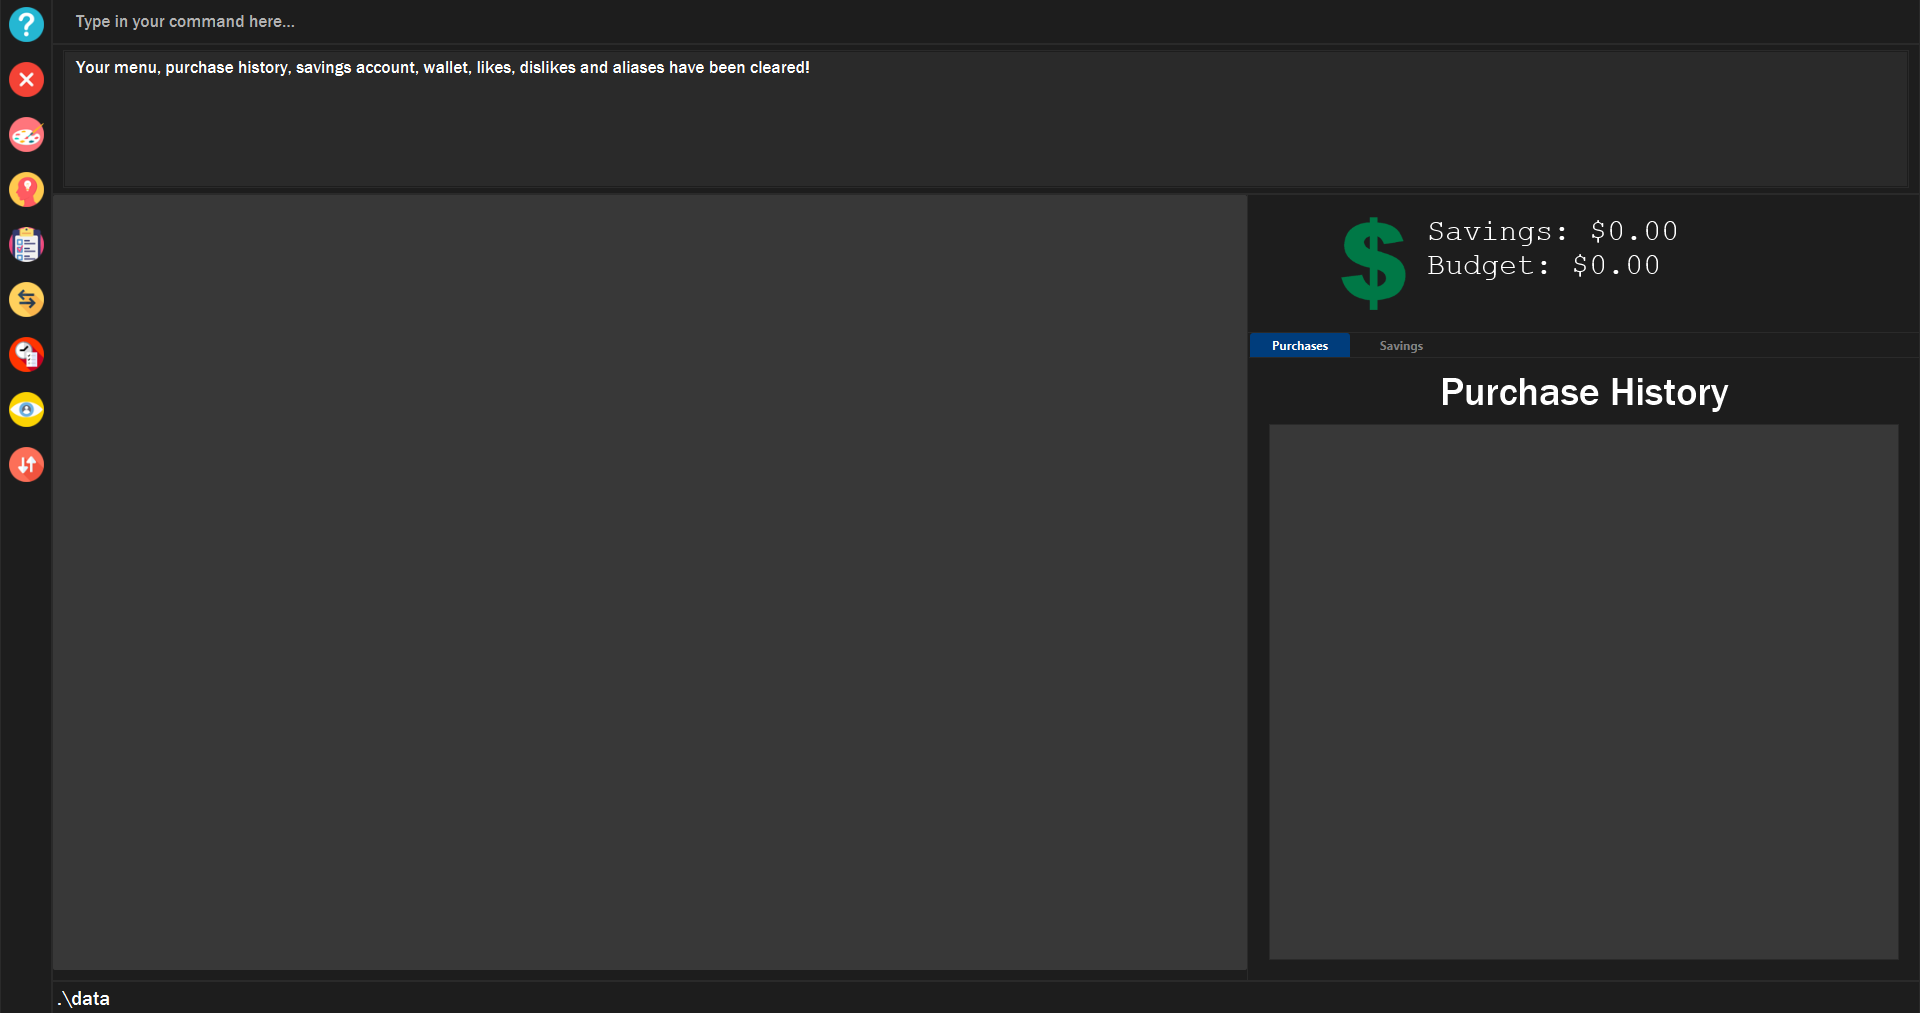 Type in your command here...
Your menu, purchase history, savings account, wallet, likes, dislikes and aliases have been cleared!
Savings: $0.00
Budget: $0.00
Purchases
Savings
Purchase History
.\data